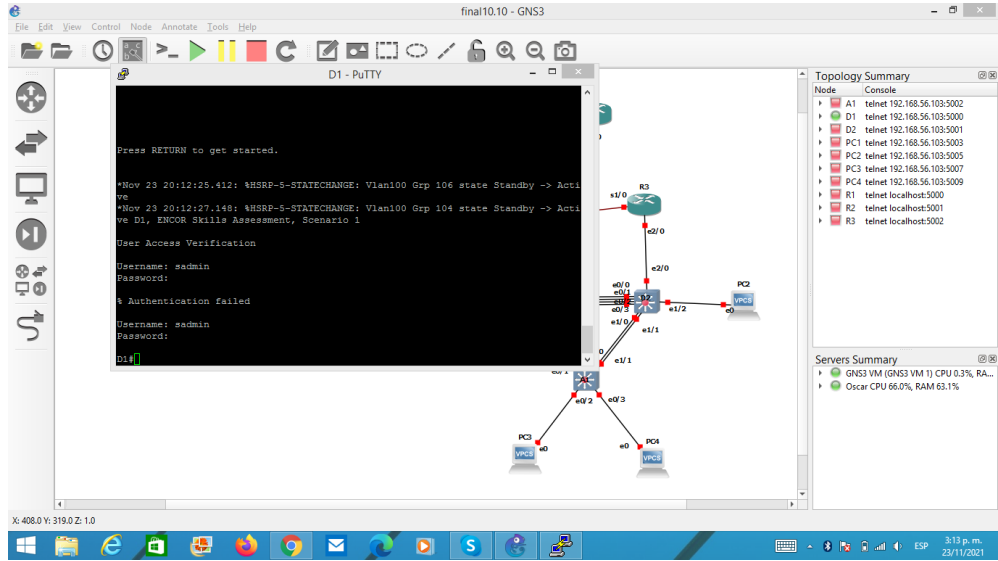 final10.10 - GNS3
File Edit View Control Node Annotate Tools Help
D1 - PuTTY
Press RETURN to get started.
*Nov 23 20:12:25.412: %HSRP-5-STATECHANGE: Vlan100 Grp 106 state Standby -> Acti
ve
*Nov 23 20:12:27.148: %HSRP-5-STATECHANGE: Vlan100 Grp 104 state Standby -> Acti
ve D1, ENCOR Skills Assessment, Scenario 1
User Access Verification
Username: sadmin
Password:
% Authentication failed
Username: sadmin
Password:
D1#
R3
s1/0
e2/0
e2/0
e0/0
e0/1
e0/3
D2
e1/2
PC2
VPCS
e0
e1/0
e1/1
e1/1
A1
e0/2
e0/3
PC3
VPCS
e0
e0
PC4
VPCS
Topology Summary
Node Console
A1 telnet 192.168.56.103:5002
D1 telnet 192.168.56.103:5000
D2 telnet 192.168.56.103:5001
PC1 telnet 192.168.56.103:5003
PC2 telnet 192.168.56.103:5005
PC3 telnet 192.168.56.103:5007
PC4 telnet 192.168.56.103:5009
R1 telnet localhost:5000
R2 telnet localhost:5001
R3 telnet localhost:5002
Servers Summary
GNS3 VM (GNS3 VM 1) CPU 0.3%, RA...
Oscar CPU 66.0%, RAM 63.1%
X: 408.0 Y: 319.0 Z: 1.0
ESP
3:13 p. m.
23/11/2021